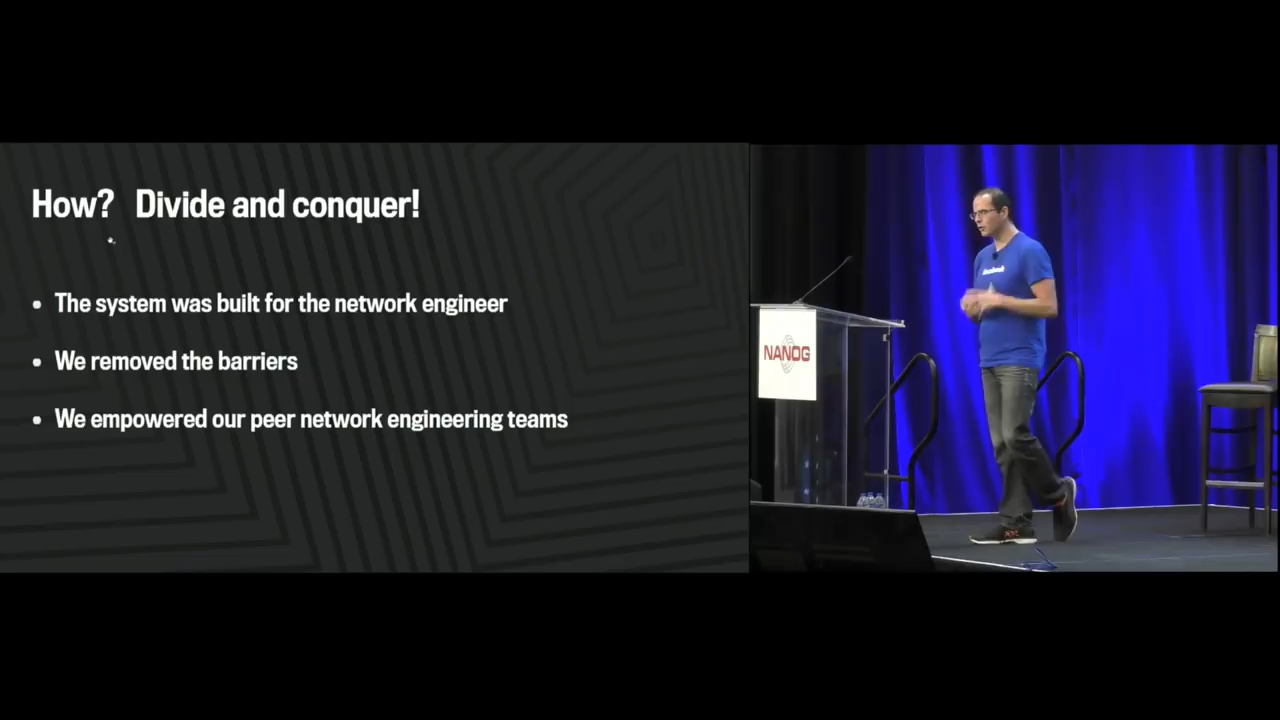 How? Divide and conquer!
• The system was built for the network engineer
• We removed the barriers
• We empowered our peer network engineering teams
NANOG